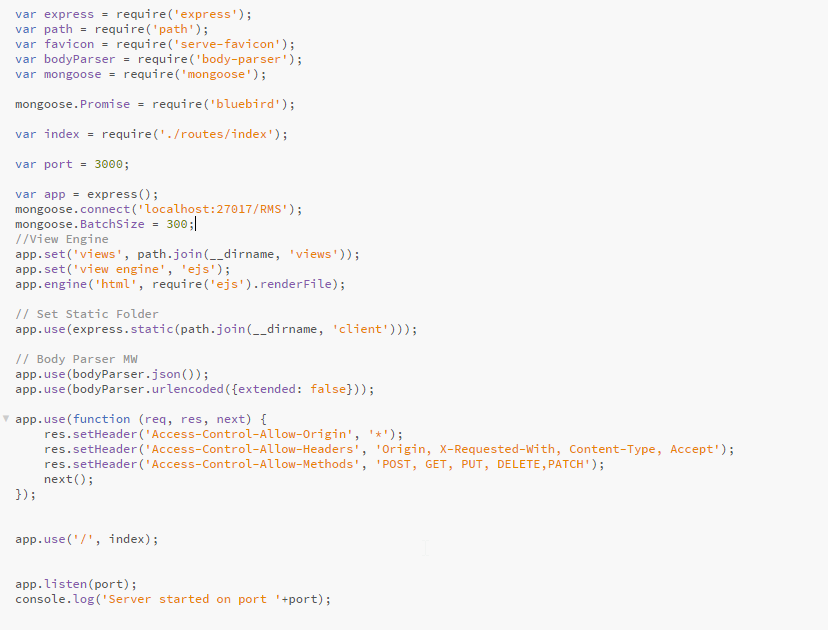 var express = require('express');
var path = require('path');
var favicon = require('serve-favicon');
var bodyParser = require('body-parser');
var mongoose = require('mongoose');
mongoose.Promise = require('bluebird');
var index = require('./routes/index');
var port = 3000;
var app = express();
mongoose.connect('localhost:27017/RMS');
mongoose.BatchSize = 300;
//View Engine
app.set('views', path.join(__dirname, 'views'));
app.set('view engine', 'ejs');
app.engine('html', require('ejs').renderFile);
// Set Static Folder
app.use(express.static(path.join(__dirname, 'client')));
// Body Parser MW
app.use(bodyParser.json());
app.use(bodyParser.urlencoded({extended: false}));
app.use(function (req, res, next) {
    res.setHeader('Access-Control-Allow-Origin', '*');
    res.setHeader('Access-Control-Allow-Headers', 'Origin, X-Requested-With, Content-Type, Accept');
    res.setHeader('Access-Control-Allow-Methods', 'POST, GET, PUT, DELETE,PATCH');
    next();
});
app.use('/', index);
app.listen(port);
console.log('Server started on port '+port);